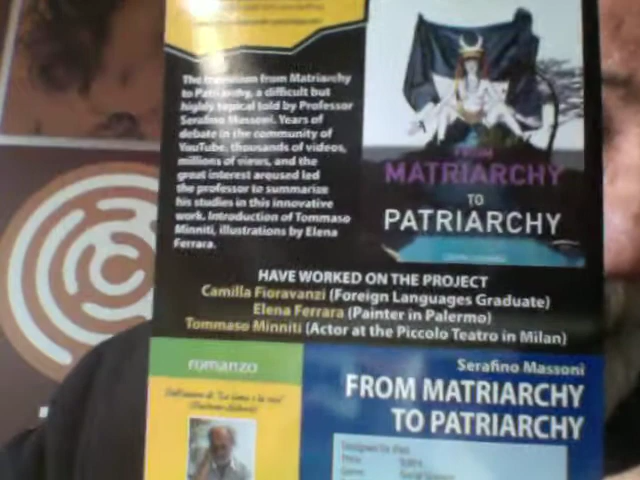 The transition from Matriarchy
to Patriarchy, a difficult but
highly topical told by Professor
Serafino Massoni. Years of
debate in the community of
YouTube, thousands of videos,
millions of views, and the
great interest aroused led
the professor to summarize
his studies in this innovative
work. Introduction of Tommaso
Minniti, illustrations by Elena
Ferrara.
FROM
MATRIARCHY
TO
PATRIARCHY
HAVE WORKED ON THE PROJECT
Camilla Fioravanzi (Foreign Languages Graduate)
Elena Ferrara (Painter in Palermo)
Tommaso Minniti (Actor at the Piccolo Teatro in Milan)
romanzo
Serafino Massoni
FROM MATRIARCHY
TO PATRIARCHY